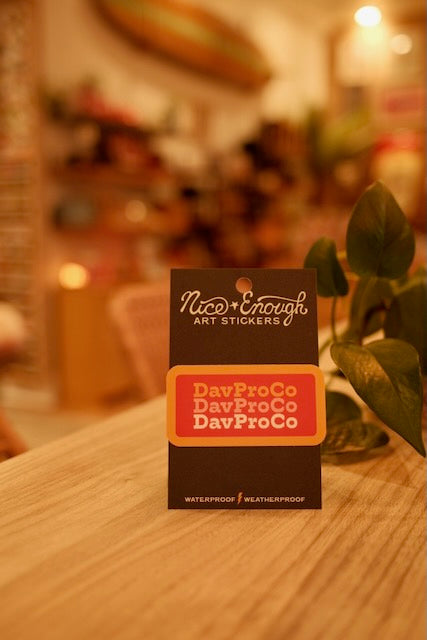 Nice Enough
ART STICKERS
DavProCo
DavProCo
DavProCo
WATERPROOF WEATHERPROOF